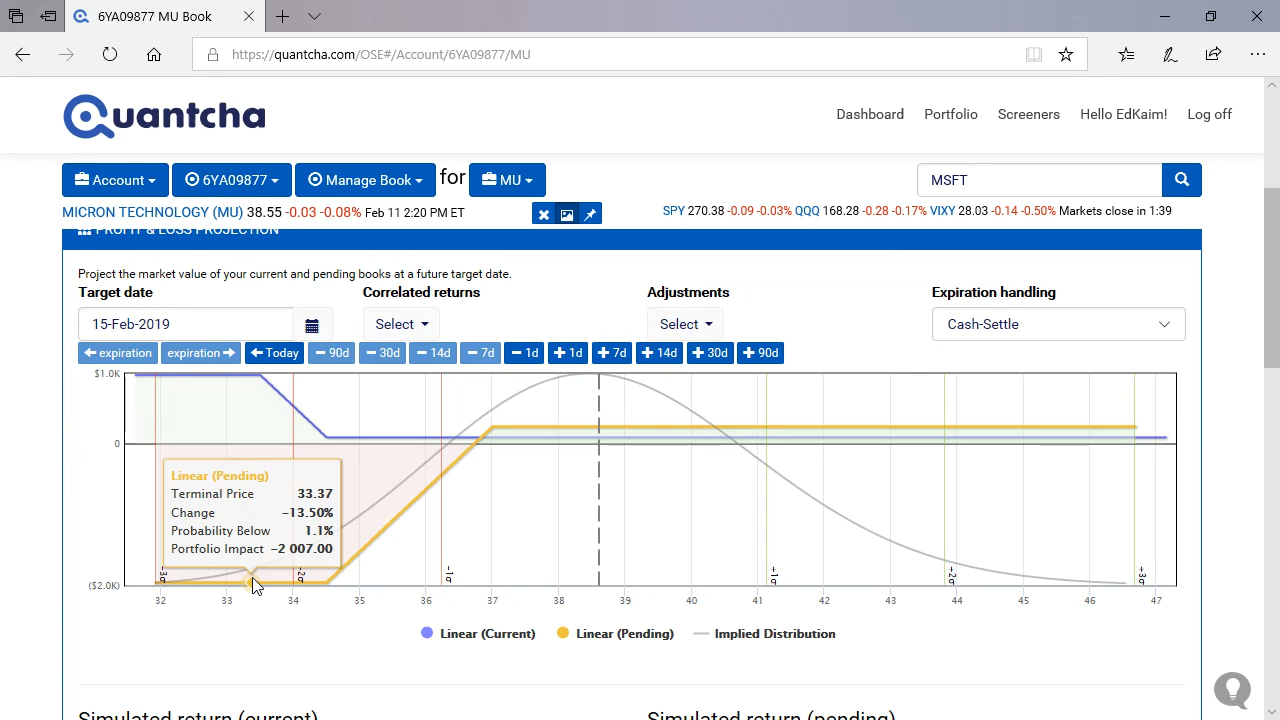 6YA09877 MU Book
https://quantcha.com/OSE#/Account/6YA09877/MU
Quantcha
Dashboard Portfolio Screeners Hello EdKaim! Log off
Account 6YA09877 Manage Book for MU MSFT
MICRON TECHNOLOGY (MU) 38.55 -0.03 -0.08% Feb 11 2:20 PM ET SPY 270.38 -0.09 -0.03% QQQ 168.28 -0.28 -0.17% VIXY 28.03 -0.14 -0.50% Markets close in 1:39
PROFIT & LOSS PROJECTION
Project the market value of your current and pending books at a future target date.
Target date Correlated returns Adjustments Expiration handling
15-Feb-2019 Select Select Cash-Settle
expiration expiration Today 90d 30d 14d 7d 1d 1d 7d 14d 30d 90d
$1.0K
0
Linear (Pending)
Terminal Price 33.37
Change −13.50%
Probability Below 1.1%
Portfolio Impact −2 007.00
-3σ -2σ -1σ +1σ +2σ +3σ
($2.0K)
32 33 34 35 36 37 38 39 40 41 42 43 44 45 46 47
Linear (Current) Linear (Pending) Implied Distribution
Simulated return (current) Simulated return (pending)